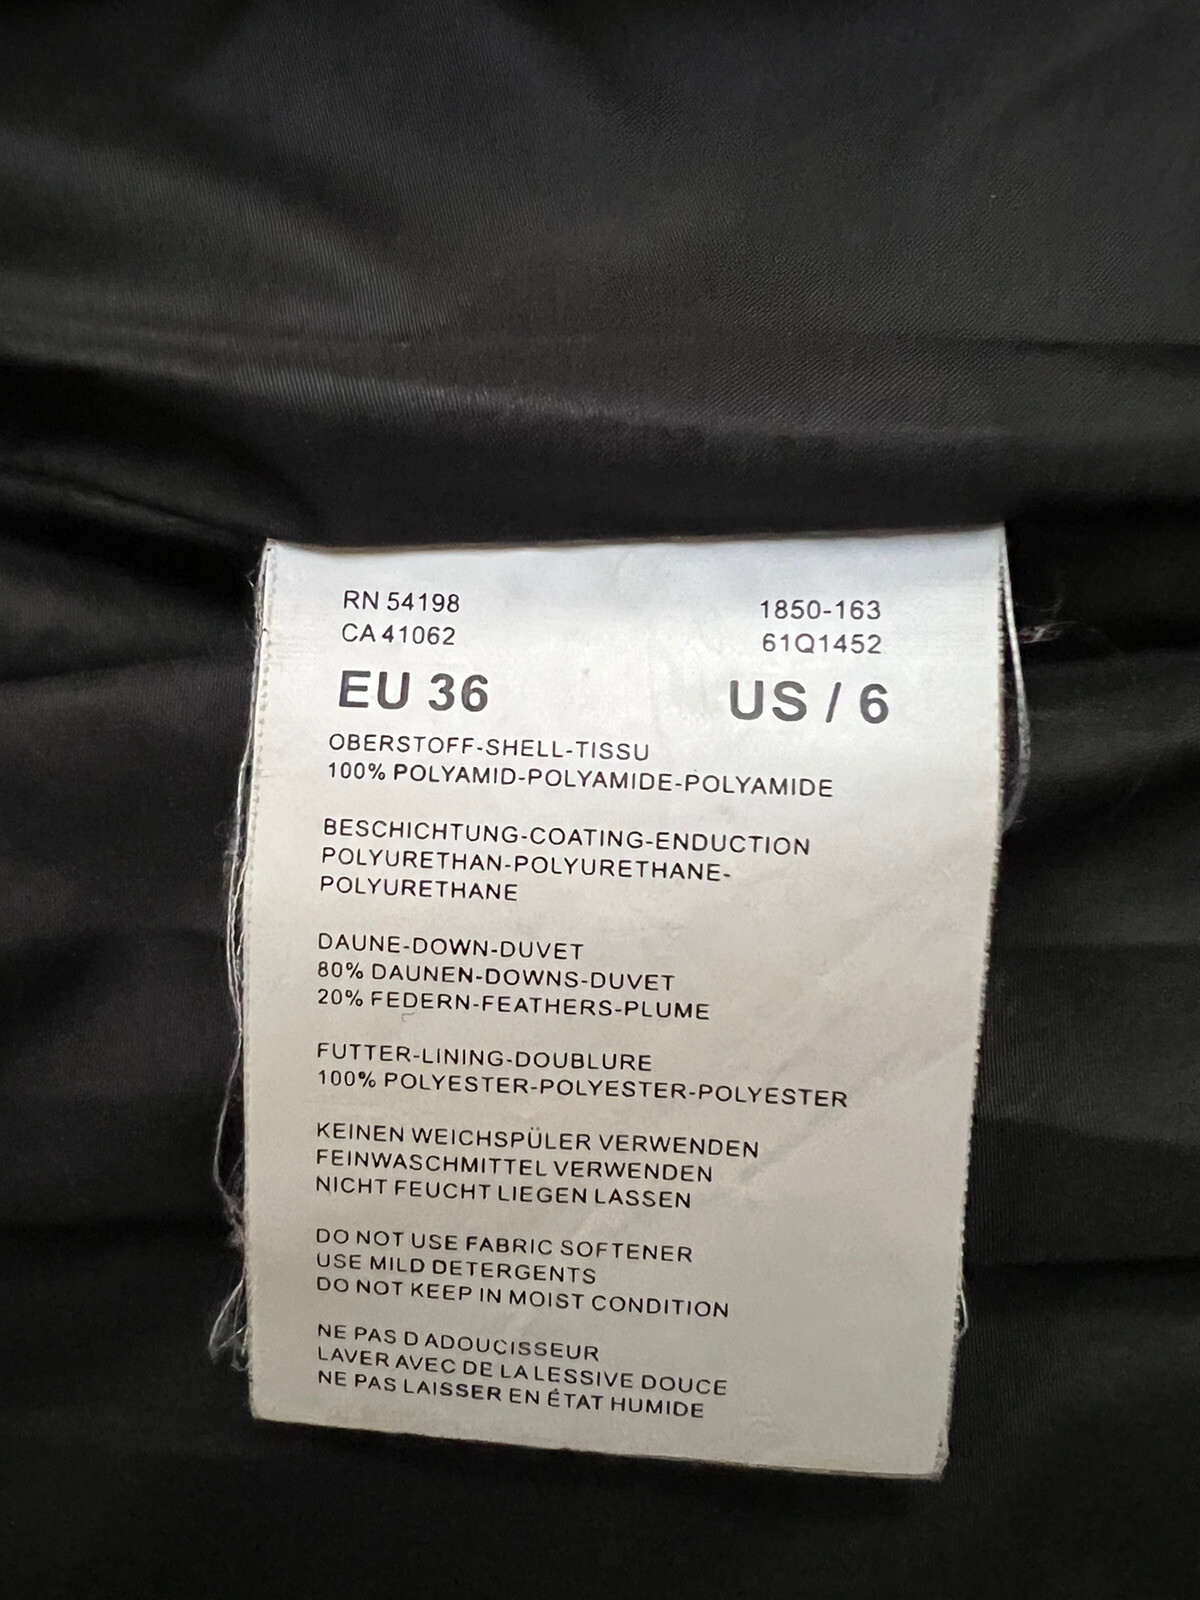 RN 54198 1850-163
CA 41062 61Q1452
EU 36 US / 6
OBERSTOFF-SHELL-TISSU
100% POLYAMID-POLYAMIDE-POLYAMIDE
BESCHICHTUNG-COATING-ENDUCTION
POLYURETHAN-POLYURETHANE-
POLYURETHANE
DAUNE-DOWN-DUVET
80% DAUNEN-DOWNS-DUVET
20% FEDERN-FEATHERS-PLUME
FUTTER-LINING-DOUBLURE
100% POLYESTER-POLYESTER-POLYESTER
KEINEN WEICHSPÜLER VERWENDEN
FEINWASCHMITTEL VERWENDEN
NICHT FEUCHT LIEGEN LASSEN
DO NOT USE FABRIC SOFTENER
USE MILD DETERGENTS
DO NOT KEEP IN MOIST CONDITION
NE PAS D'ADOUCISSEUR
LAVER AVEC DE LA LESSIVE DOUCE
NE PAS LAISSER EN ÉTAT HUMIDE